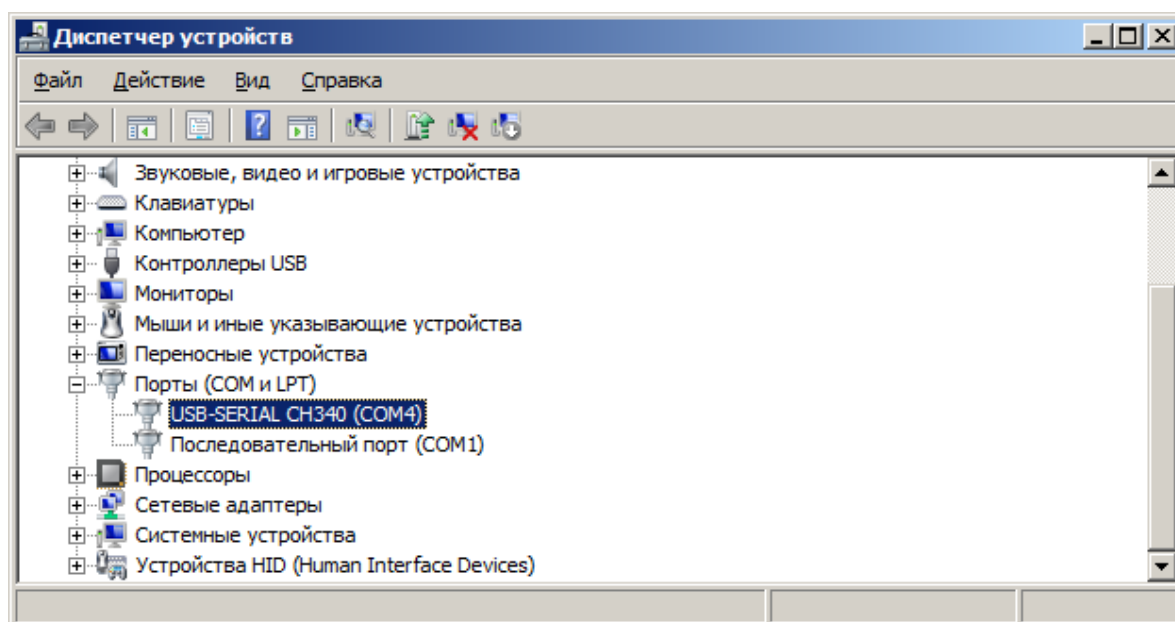 Диспетчер устройств
Файл Действие Вид Справка
Звуковые, видео и игровые устройства
Клавиатуры
Компьютер
Контроллеры USB
Мониторы
Мыши и иные указывающие устройства
Переносные устройства
Порты (COM и LPT)
USB-SERIAL CH340 (COM4)
Последовательный порт (COM1)
Процессоры
Сетевые адаптеры
Системные устройства
Устройства HID (Human Interface Devices)